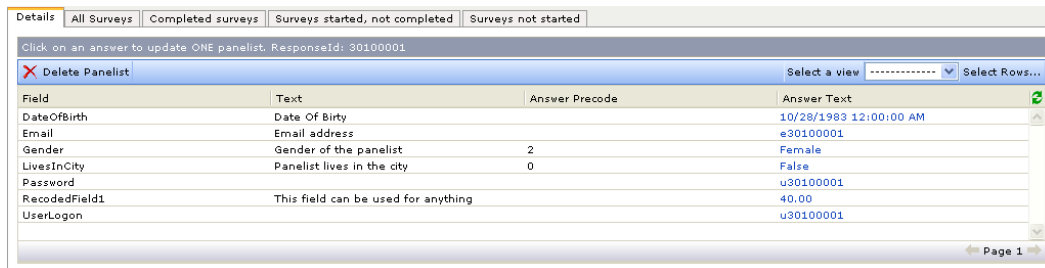 Details All Surveys Completed surveys Surveys started, not completed Surveys not started
Click on an answer to update ONE panelist. ResponseId: 30100001
Delete Panelist Select a view ------------- Select Rows...
Field Text Answer Precode Answer Text
DateOfBirth Date Of Birty 10/28/1983 12:00:00 AM
Email Email address e30100001
Gender Gender of the panelist 2 Female
LivesInCity Panelist lives in the city 0 False
Password u30100001
RecodedField1 This field can be used for anything 40.00
UserLogon u30100001
Page 1